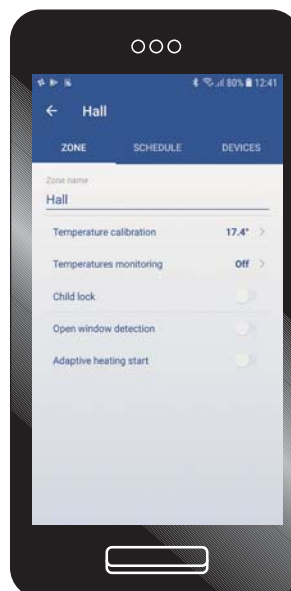 80% 12:41
Hall
ZONE SCHEDULE DEVICES
Zone name
Hall
Temperature calibration 17.4°
Temperatures monitoring Off
Child lock
Open window detection
Adaptive heating start